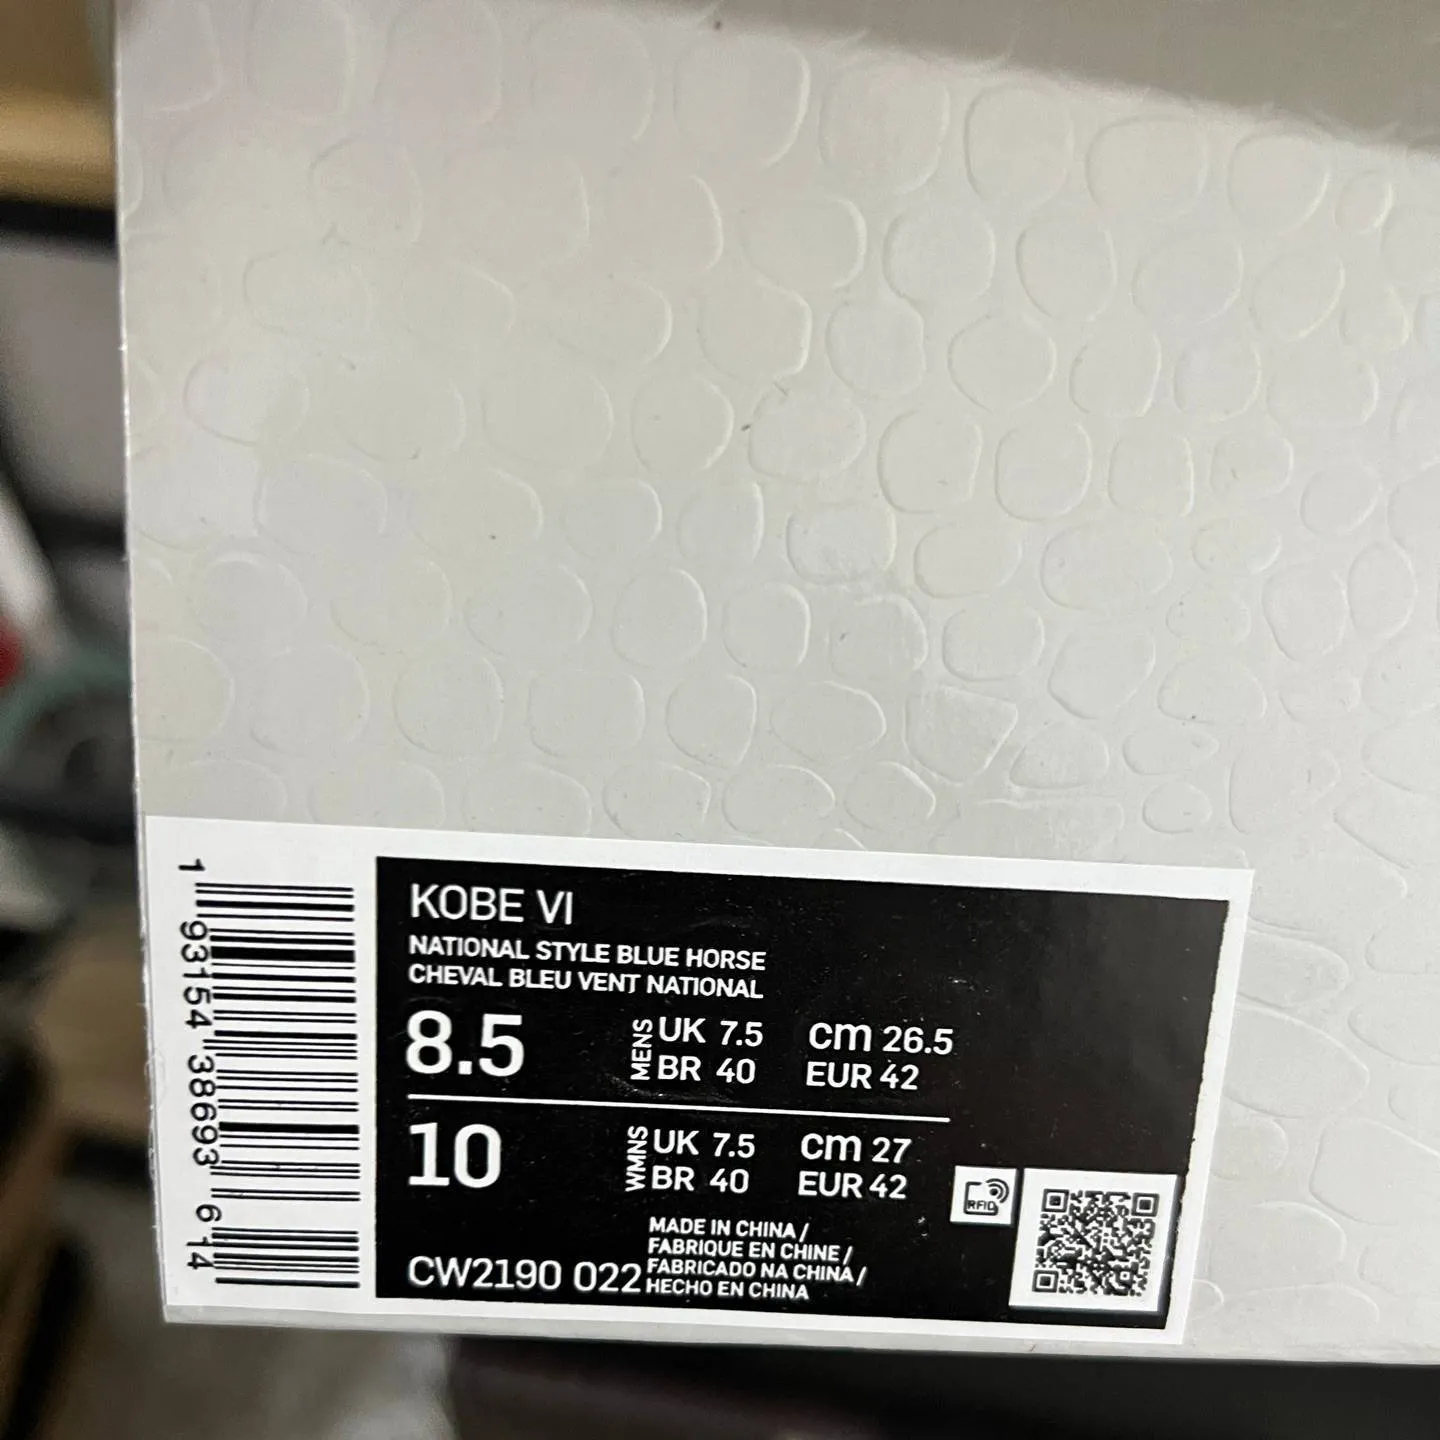 KOBE VI
NATIONAL STYLE BLUE HORSE
CHEVAL BLEU VENT NATIONAL
8.5 MENS UK 7.5 cm 26.5
BR 40 EUR 42
10 WMNS UK 7.5 cm 27
BR 40 EUR 42
RFID
MADE IN CHINA /
FABRIQUE EN CHINE /
FABRICADO NA CHINA /
HECHO EN CHINA
CW2190 022
1 93154 38693 6 14